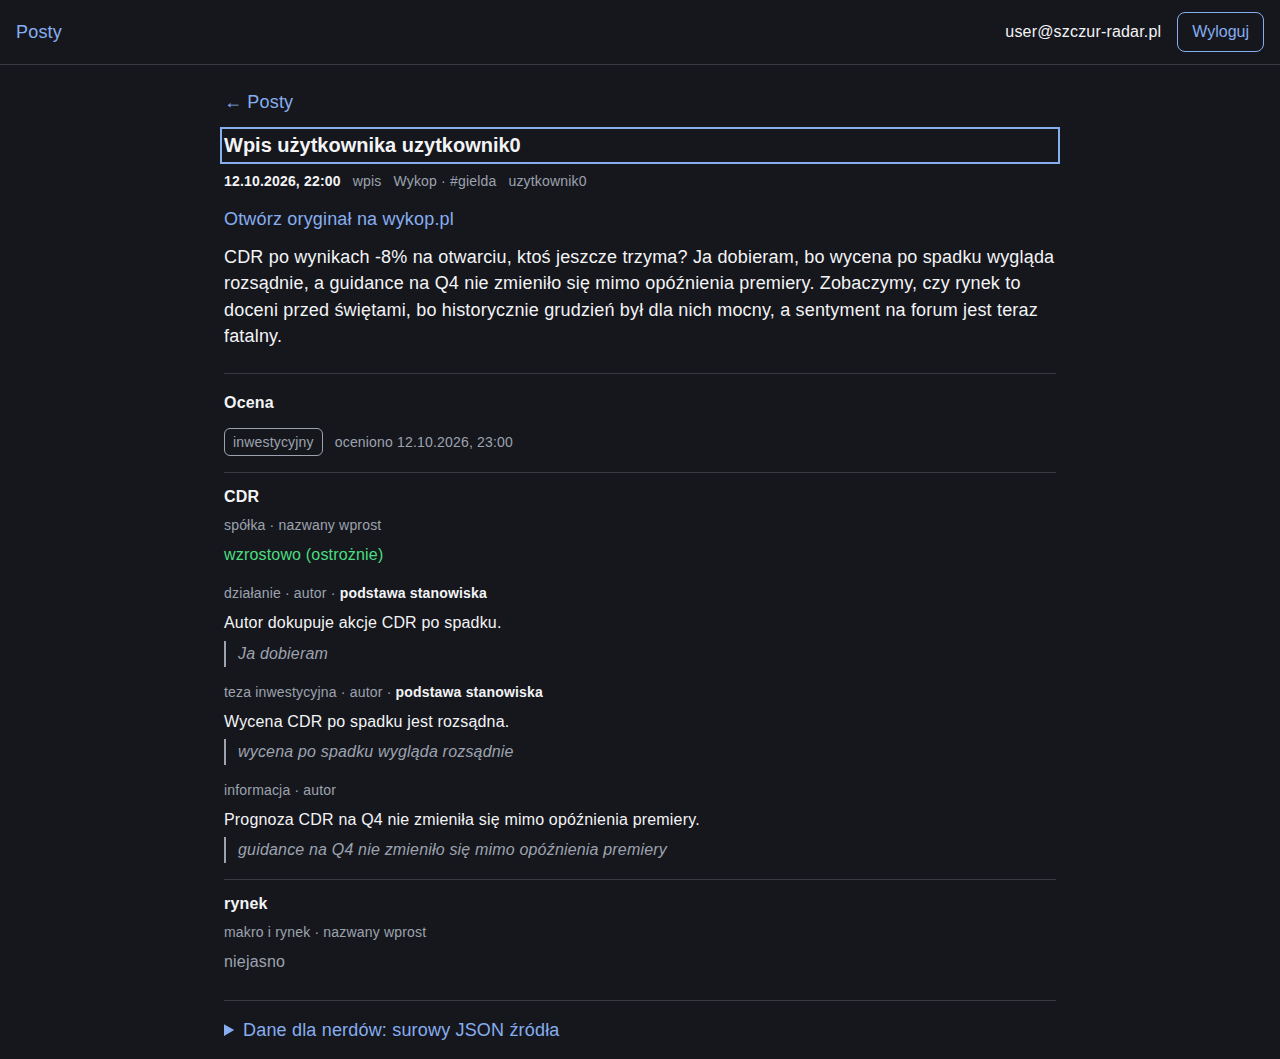 Posty
user@szczur-radar.pl
Wyloguj
← Posty
Wpis użytkownika uzytkownik0
12.10.2026, 22:00 wpis Wykop · #gielda uzytkownik0
Otwórz oryginał na wykop.pl
CDR po wynikach -8% na otwarciu, ktoś jeszcze trzyma? Ja dobieram, bo wycena po spadku wygląda
rozsądnie, a guidance na Q4 nie zmieniło się mimo opóźnienia premiery. Zobaczymy, czy rynek to
doceni przed świętami, bo historycznie grudzień był dla nich mocny, a sentyment na forum jest teraz
fatalny.
Ocena
inwestycyjny oceniono 12.10.2026, 23:00
CDR
spółka · nazwany wprost
wzrostowo (ostrożnie)
działanie · autor · podstawa stanowiska
Autor dokupuje akcje CDR po spadku.
Ja dobieram
teza inwestycyjna · autor · podstawa stanowiska
Wycena CDR po spadku jest rozsądna.
wycena po spadku wygląda rozsądnie
informacja · autor
Prognoza CDR na Q4 nie zmieniła się mimo opóźnienia premiery.
guidance na Q4 nie zmieniło się mimo opóźnienia premiery
rynek
makro i rynek · nazwany wprost
niejasno
▶ Dane dla nerdów: surowy JSON źródła